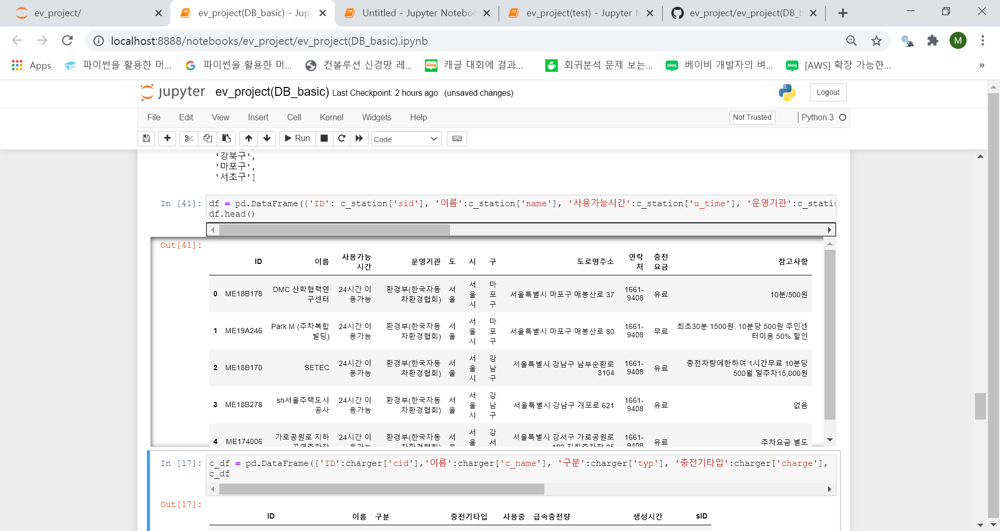 ev_project/
ev_project(DB_basic) - Jupy
Untitled - Jupyter Noteboo
ev_project(test) - Jupyter N
ev_project/ev_project(DB_b
localhost:8888/notebooks/ev_project/ev_project(DB_basic).ipynb
M
Apps
파이썬을 활용한 머...
파이썬을 활용한 머...
컨볼루션 신경망 레...
blog 캐글 대회에 결과...
회귀분석 문제 보는...
blog 베이비 개발자의 벼...
blog [AWS] 확장 가능한...
»
jupyter ev_project(DB_basic) Last Checkpoint: 2 hours ago (unsaved changes)
Logout
File Edit View Insert Cell Kernel Widgets Help
Not Trusted
Python 3
Run
Code
'강북구',
'마포구',
'서초구']
In [41]: df = pd.DataFrame({'ID': c_station['sid'], '이름':c_station['name'], '사용가능시간':c_station['u_time'], '운영기관':c_static
df.head()
Out[41]:
ID 이름 사용가능시간 운영기관 도 시 구 도로명주소 연락처 충전요금 참고사항
0 ME18B178 DMC 산학협력연구센터 24시간 이용가능 환경부(한국자동차환경협회) 서울 서울시 마포구 서울특별시 마포구 매봉산로 37 1661-9408 유료 10분/500원
1 ME19A246 Park M (주차복합빌딩) 24시간 이용가능 환경부(한국자동차환경협회) 서울 서울시 마포구 서울특별시 마포구 매봉산로 80 1661-9408 무료 최초30분 1500원, 10분당 500원 주민센터이용 50% 할인
2 ME18B170 SETEC 24시간 이용가능 환경부(한국자동차환경협회) 서울 서울시 강남구 서울특별시 강남구 남부순환로 3104 1661-9408 유료 충전차량에한하여 1시간무료 10분당 500월 일주차15,000원
3 ME18B278 sh서울주택도시공사 24시간 이용가능 환경부(한국자동차환경협회) 서울 서울시 강남구 서울특별시 강남구 개포로 621 1661-9408 유료 없음
4 ME174006 가로공원로 지하공영주차장 24시간 이용가능 환경부(한국자동차환경협회) 서울 서울 강서 서울특별시 강서구 가로공원로 1661-9408 유료 주차요금 별도
In [17]: c_df = pd.DataFrame({'ID':charger['cid'],'이름':charger['c_name'], '구분':charger['typ'], '충전기타입':charger['charge'],
c_df
Out[17]:
ID 이름 구분 충전기타입 사용중 급속충전량 생성시간 sID